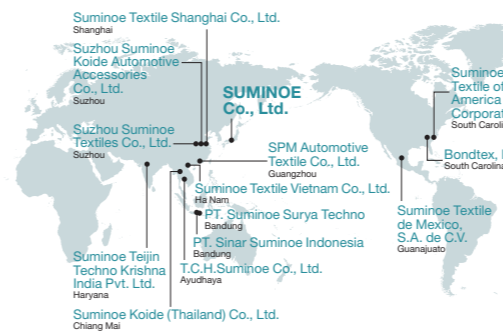 Suminoe Textile Shanghai Co., Ltd.
Shanghai
Suzhou Suminoe
Koide Automotive
Accessories
Co., Ltd.
Suzhou
Suzhou Suminoe
Textiles Co., Ltd.
Suzhou
SUMINOE
Co., Ltd.
SPM Automotive
Textile Co., Ltd.
Guangzhou
Suminoe Textile Vietnam Co., Ltd.
Ha Nam
PT. Suminoe Surya Techno
Bandung
PT. Sinar Suminoe Indonesia
Bandung
T.C.H.Suminoe Co., Ltd.
Ayudhaya
Suminoe Teijin
Techno Krishna
India Pvt. Ltd.
Haryana
Suminoe Koide (Thailand) Co., Ltd.
Chiang Mai
Suminoe
Textile of
America
Corporat
South Carolin
Bondtex,
South Carolina
Suminoe Textile
de Mexico,
S.A. de C.V.
Guanajuato